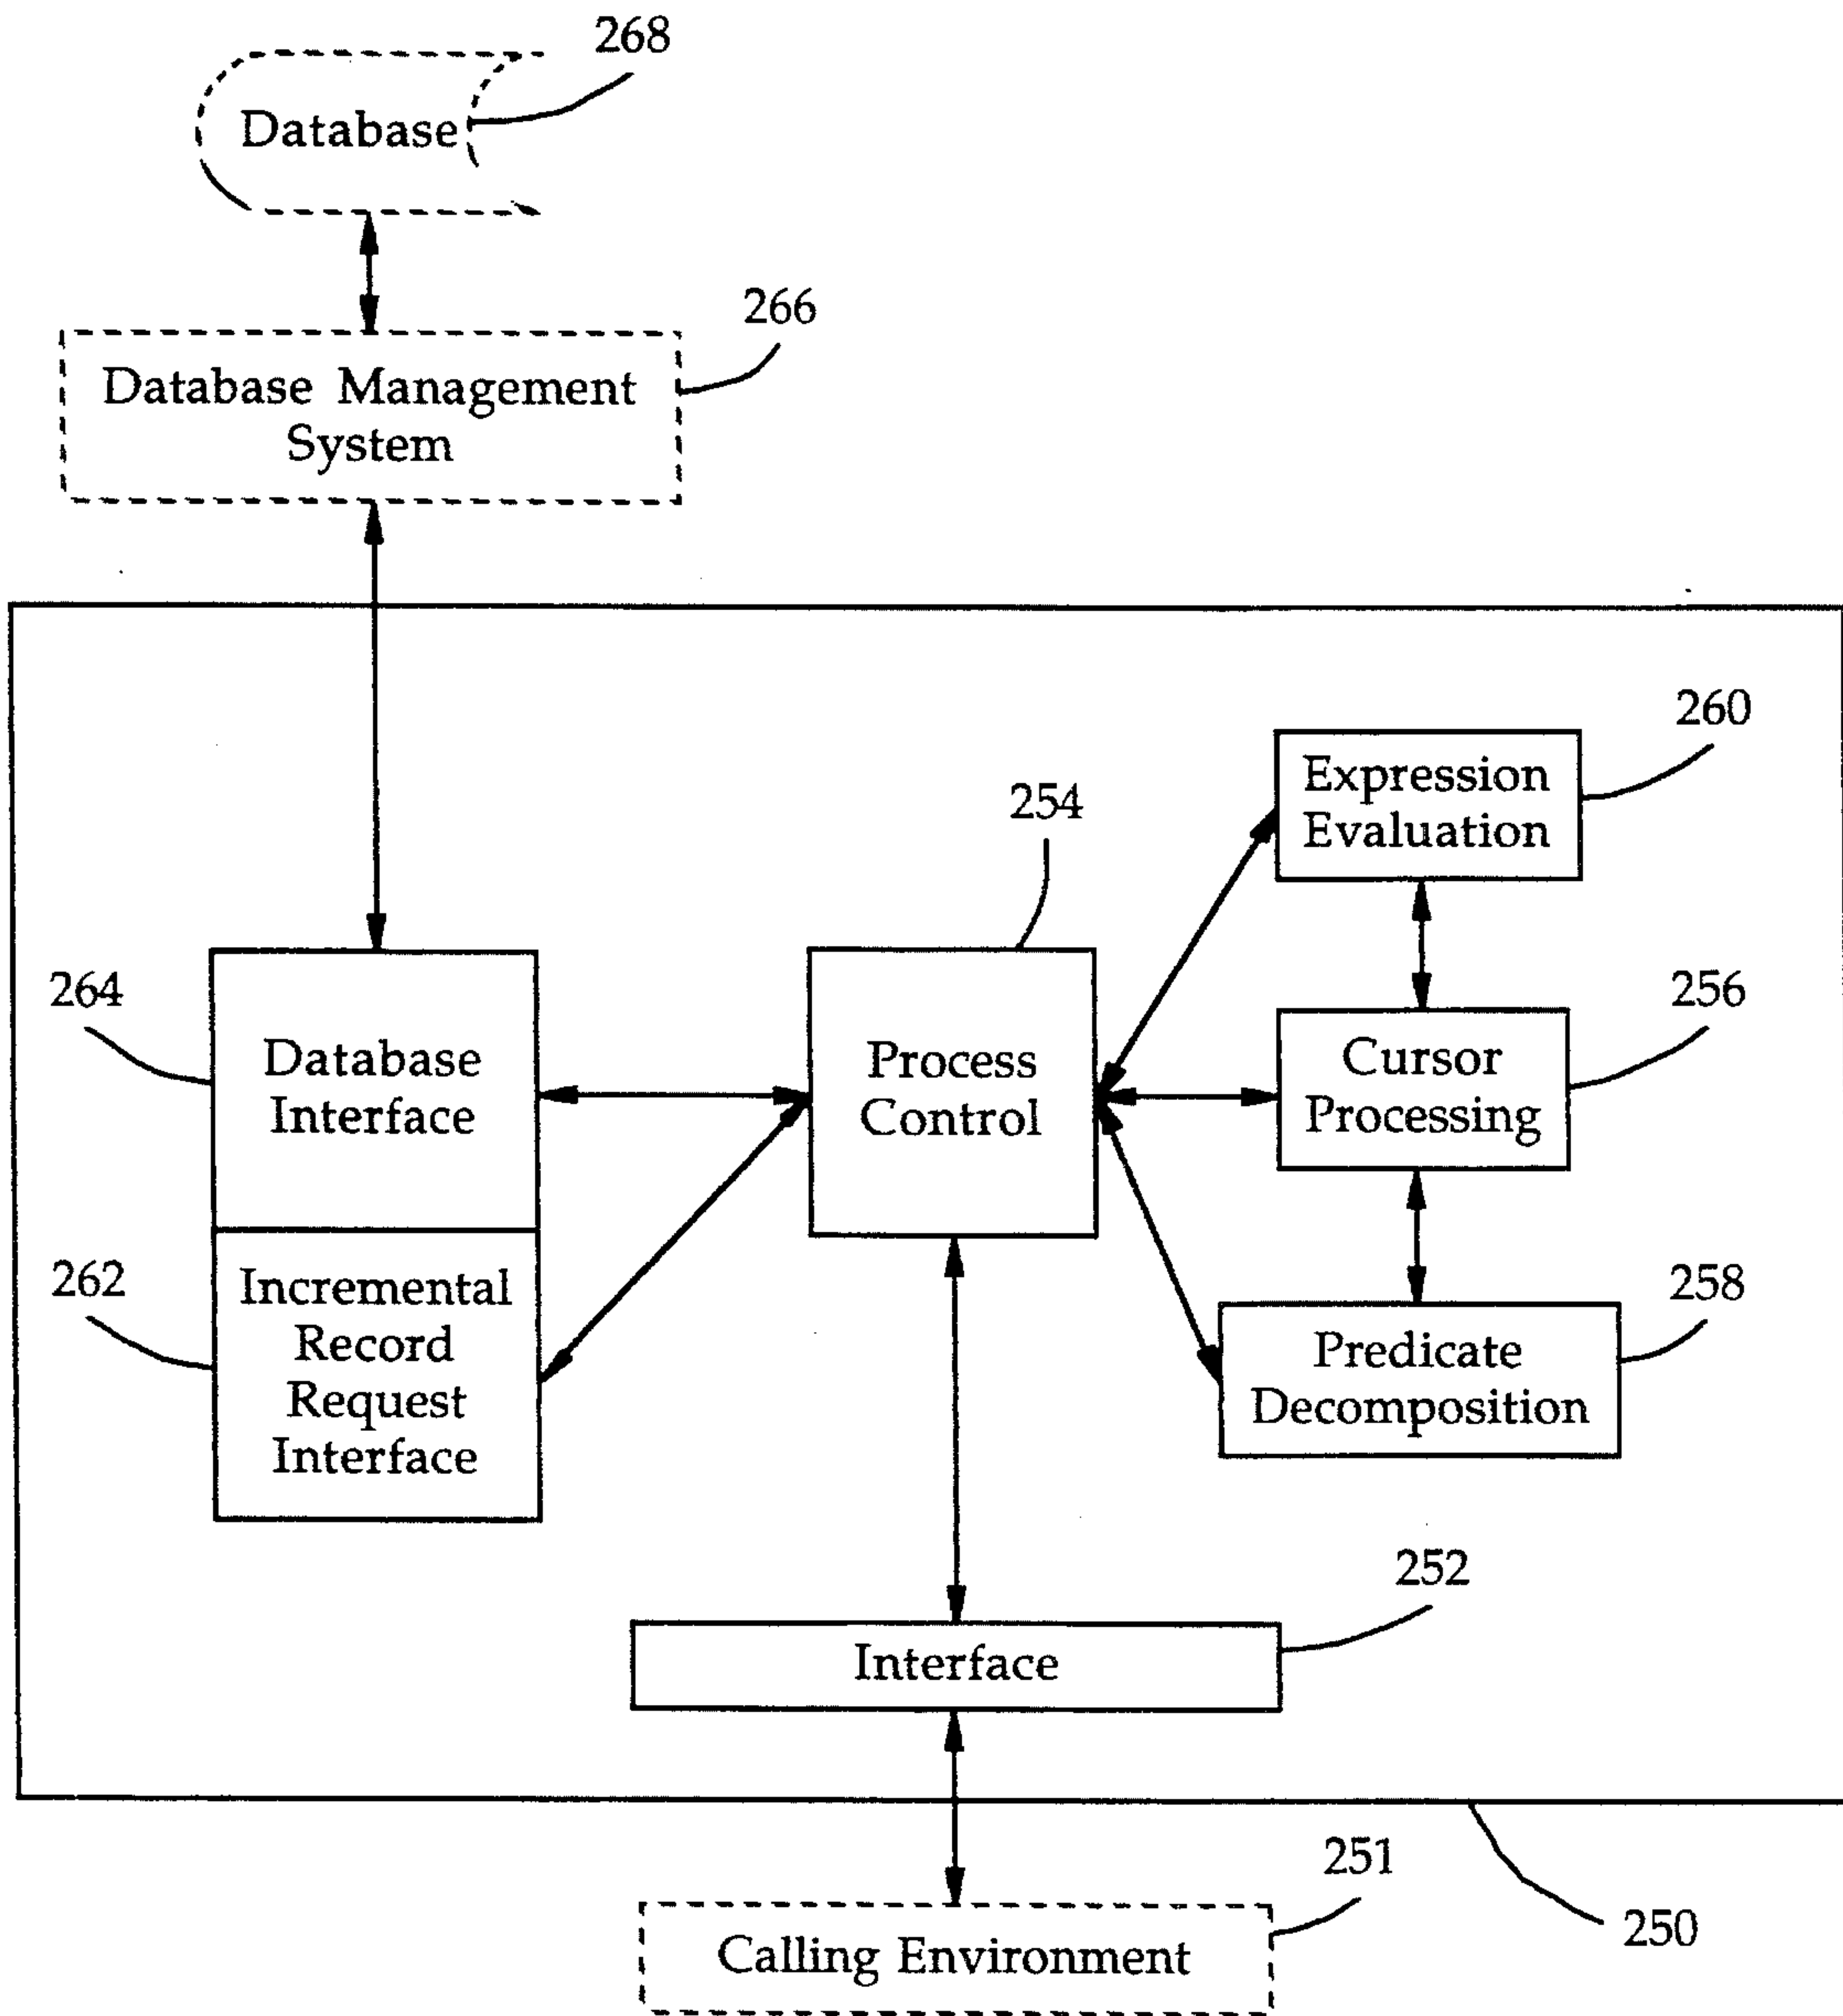 268
Database
266
Database Management
System
260
Expression
Evaluation
254
264
256
Database
Interface
Process
Control
Cursor
Processing
262
Incremental
Record
Request
Interface
258
Predicate
Decomposition
252
Interface
251
250
Calling Environment